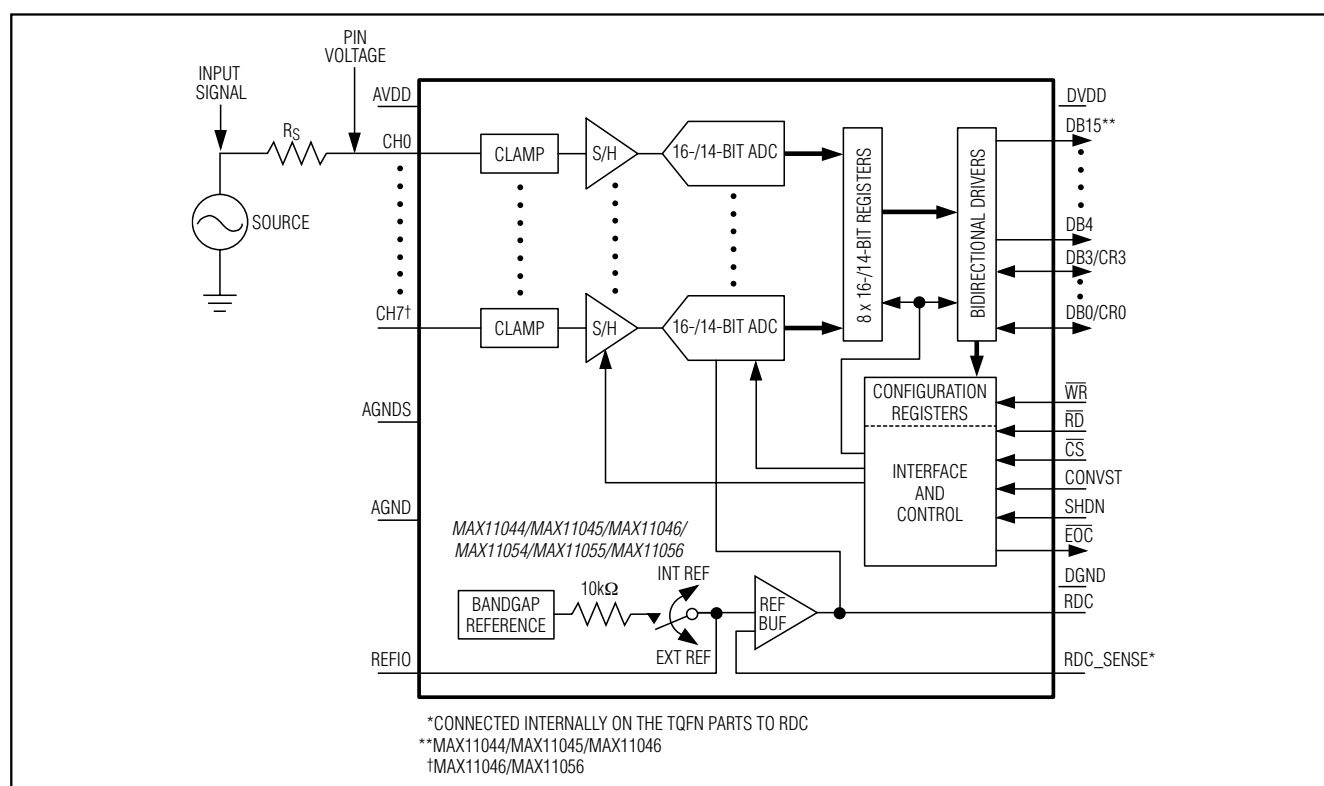 PIN
VOLTAGE
INPUT
SIGNAL
RS
SOURCE
AVDD
CH0
CH7†
AGNDS
AGND
REFIO
CLAMP
S/H
16-/14-BIT ADC
CLAMP
S/H
16-/14-BIT ADC
8 x 16-/14-BIT REGISTERS
BIDIRECTIONAL DRIVERS
CONFIGURATION
REGISTERS
INTERFACE
AND
CONTROL
MAX11044/MAX11045/MAX11046/
MAX11054/MAX11055/MAX11056
BANDGAP
REFERENCE
10kΩ
INT REF
EXT REF
REF
BUF
DVDD
DB15**
DB4
DB3/CR3
DB0/CR0
WR
RD
CS
CONVST
SHDN
EOC
DGND
RDC
RDC_SENSE*
*CONNECTED INTERNALLY ON THE TQFN PARTS TO RDC
**MAX11044/MAX11045/MAX11046
†MAX11046/MAX11056